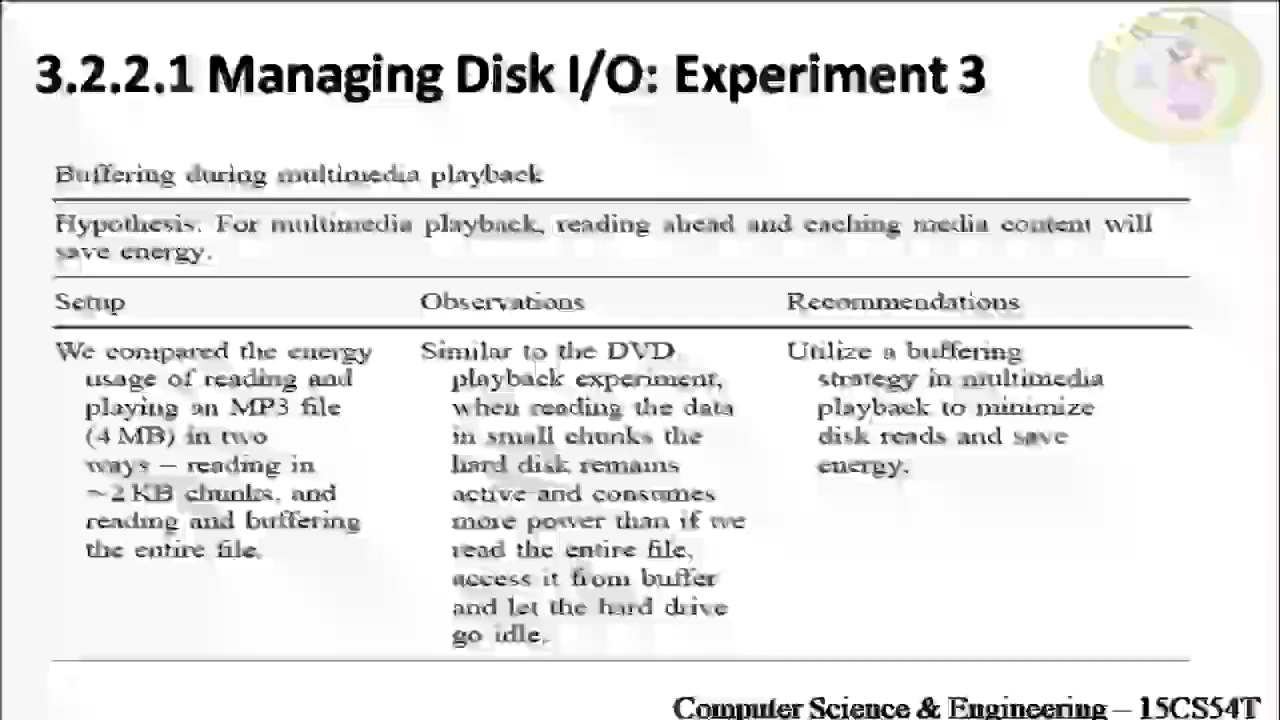 3.2.2.1 Managing Disk I/O: Experiment 3
Buffering during multimedia playback
Hypothesis. For multimedia playback, reading ahead and caching media content will
save energy.
Setup
We compared the energy
usage of reading and
playing an MP3 file
(4 MB) in two
ways – reading in
~2 KB chunks, and
reading and buffering
the entire file.
Observations
Similar to the DVD
playback experiment,
when reading the data
in small chunks the
hard disk remains
active and consumes
more power than if we
read the entire file,
access it from buffer
and let the hard drive
go idle.
Recommendations
Utilize a buffering
strategy in multimedia
playback to minimize
disk reads and save
energy.
Computer Science & Engineering – 15CS54T